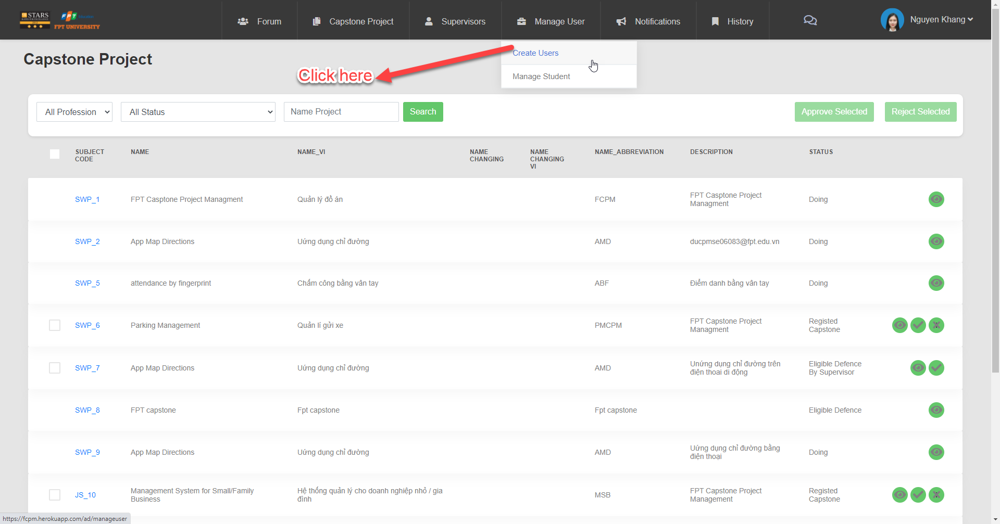 STARS
FPT Education
FPT UNIVERSITY
Forum
Capstone Project
Supervisors
Manage User
Notifications
History
Nguyen Khang
Capstone Project
Create Users
Manage Student
Click here
All Profession
All Status
Name Project
Search
Approve Selected
Reject Selected
SUBJECT CODE
NAME
NAME_VI
NAME CHANGING
NAME CHANGING VI
NAME_ABBREVIATION
DESCRIPTION
STATUS
SWP_1
FPT Casptone Project Managment
Quản lý đồ án
FCPM
FPT Casptone Project
Managment
Doing
SWP_2
App Map Directions
Uứng dụng chỉ đường
AMD
ducpmse06083@fpt.edu.vn
Doing
SWP_5
attendance by fingerprint
Chấm công bằng vân tay
ABF
Điểm danh bằng vân tay
Doing
SWP_6
Parking Management
Quản lí gửi xe
PMCPM
FPT Capstone Project
Managment
Registed
Capstone
SWP_7
App Map Directions
Uứng dụng chỉ đường
AMD
Unứng dụng chỉ đường trên
điện thoai di động
Eligible Defence
By Supervisor
SWP_8
FPT capstone
Fpt capstone
Fpt capstone
Eligible Defence
SWP_9
App Map Directions
Uứng dụng chỉ đường
AMD
Uứng dụng chỉ đường bằng
điện thoại
Doing
JS_10
Management System for Small/Family
Business
Hệ thống quản lý cho doanh nghiệp nhỏ / gia
đình
MSB
FPT Capstone Project
Management
Registed
Capstone
https://fcpm.herokuapp.com/ad/manageuser